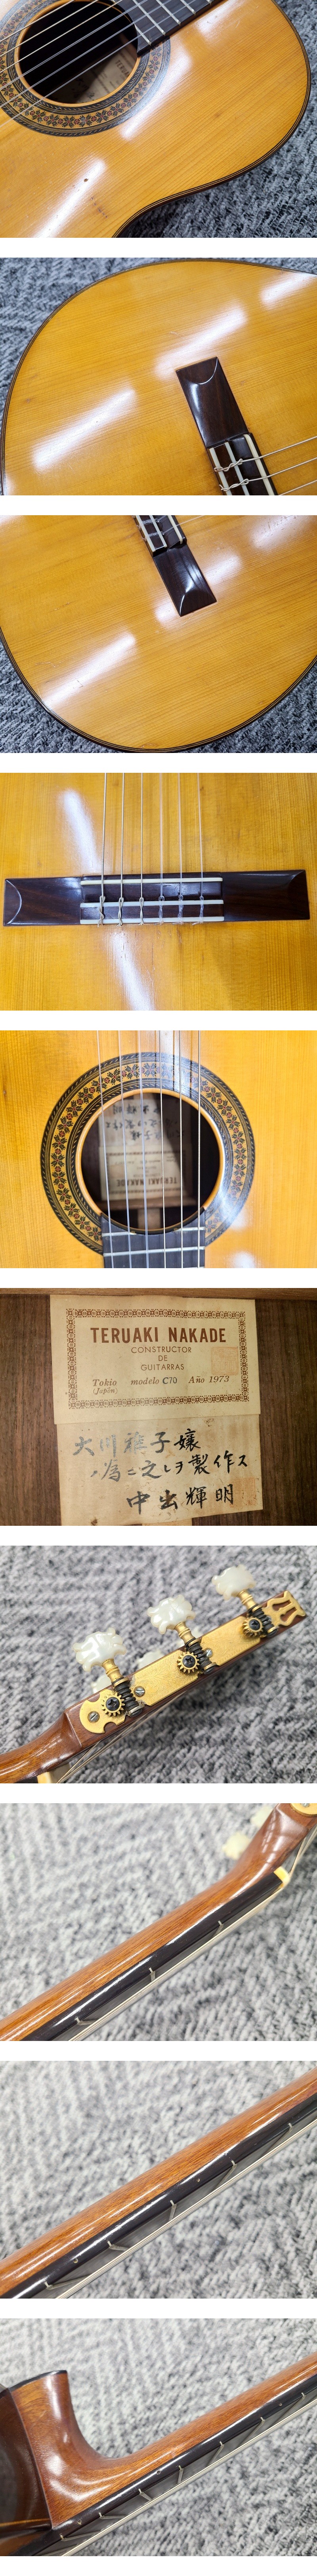 TERUAKI NAKADE
CONSTRUCTOR
DE
GUITARRAS
Tokio modelo C70 Año 1973
(Japón)
大川雅子嬢
ノ為ニ之レヲ製作ス
中出輝明